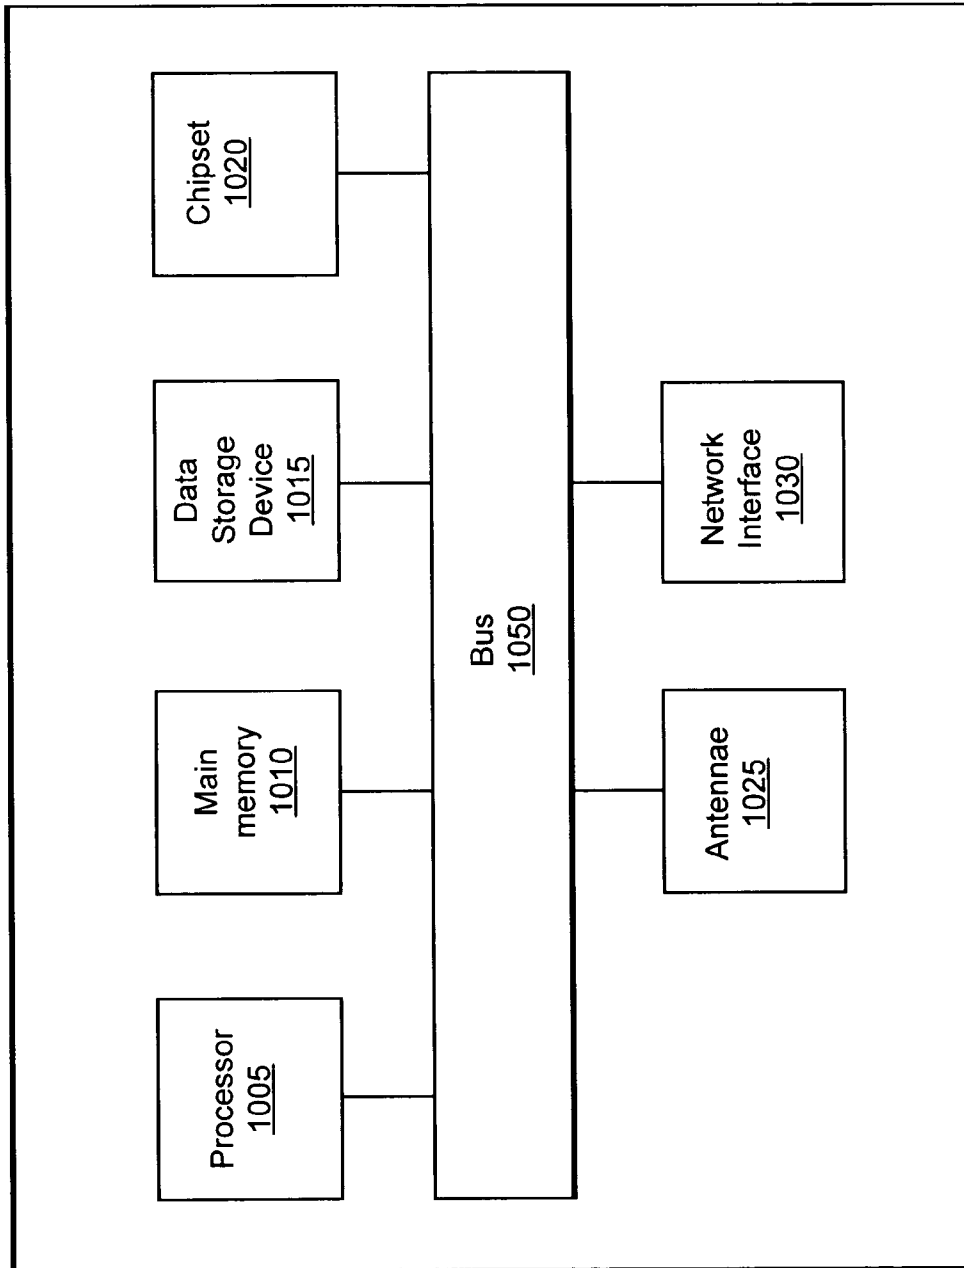 Processor
1005
Main
memory
1010
Data
Storage
Device
1015
Chipset
1020
Bus
1050
Antennae
1025
Network
Interface
1030